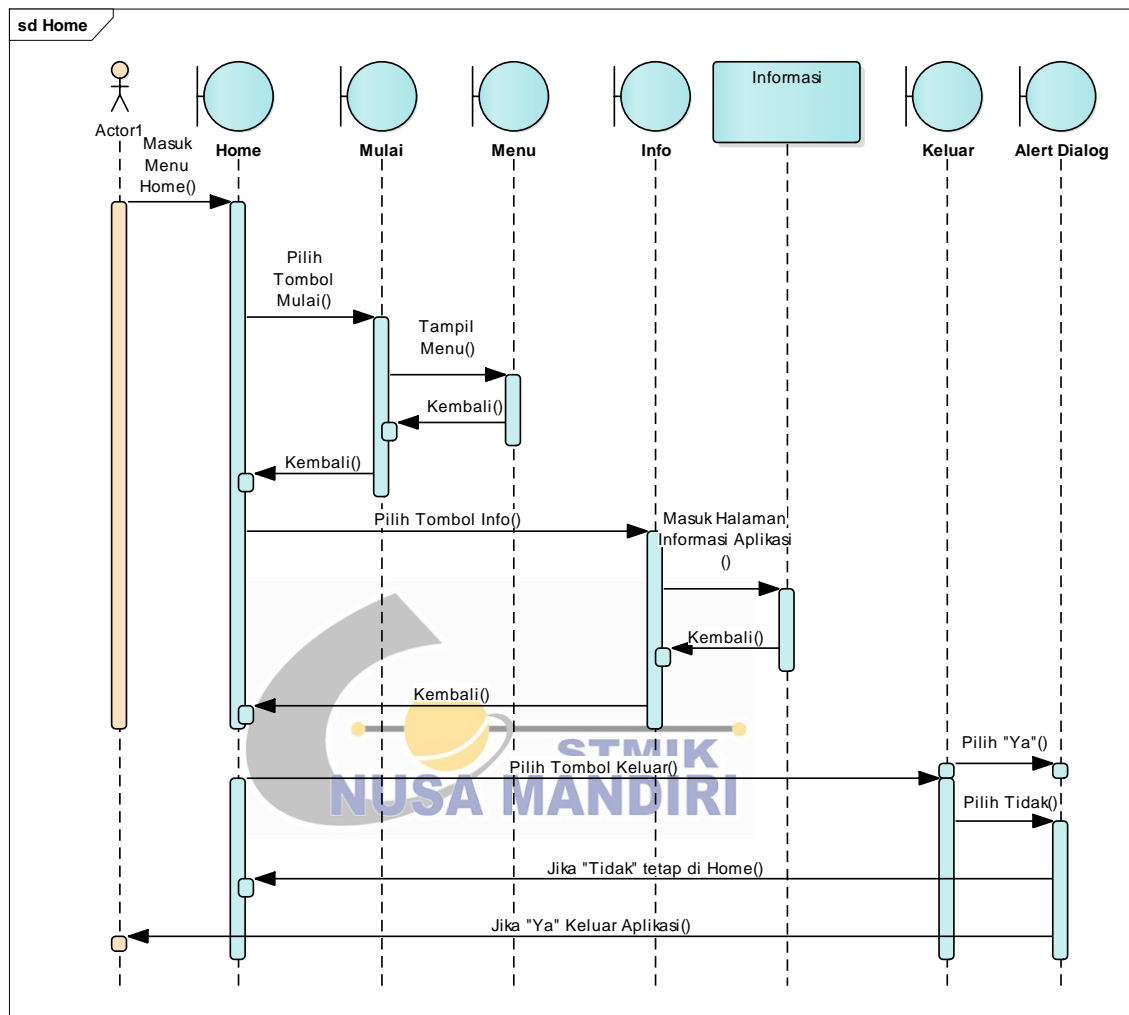 sd Home
Actor1
Home
Mulai
Menu
Info
Informasi
Keluar
Alert Dialog
Masuk
Menu
Home()
Pilih
Tombol
Mulai()
Tampil
Menu()
Kembali()
Kembali()
Pilih Tombol Info()
Masuk Halaman
Informasi Aplikasi
()
Kembali()
Kembali()
STMIK
NUSA MANDIRI
Pilih "Ya"()
Pilih Tombol Keluar()
Pilih Tidak()
Jika "Tidak" tetap di Home()
Jika "Ya" Keluar Aplikasi()